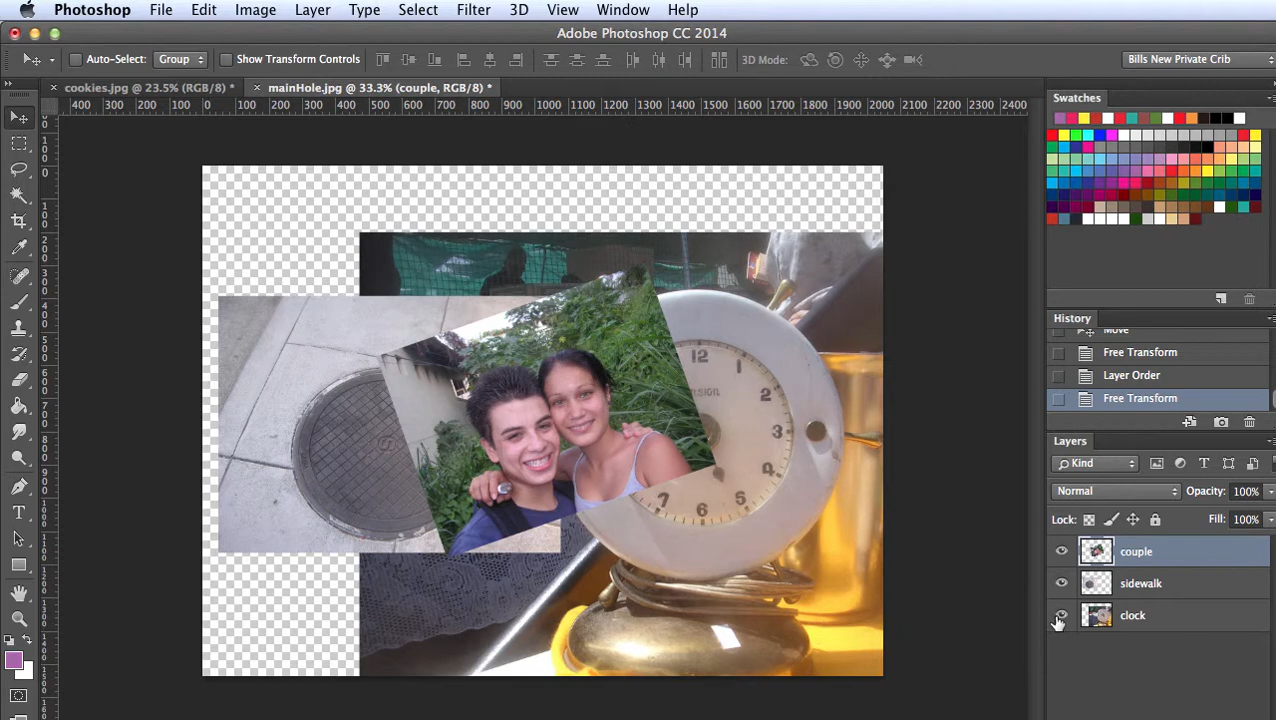 Photoshop File Edit Image Layer Type Select Filter 3D View Window Help
Adobe Photoshop CC 2014
Auto-Select: Group Show Transform Controls 3D Mode: Bills New Private Crib
cookies.jpg @ 23.5% (RGB/8) * mainHole.jpg @ 33.3% (couple, RGB/8) *
400 300 200 100 0 100 200 300 400 500 600 700 800 900 1000 1100 1200 1300 1400 1500 1600 1700 1800 1900 2000 2100 2200 2300 2400
Swatches
History
Move
Free Transform
Layer Order
Free Transform
Layers
Kind
Normal Opacity: 100%
Lock: Fill: 100%
couple
sidewalk
clock
12
1
2
3
4
5
6
7
T